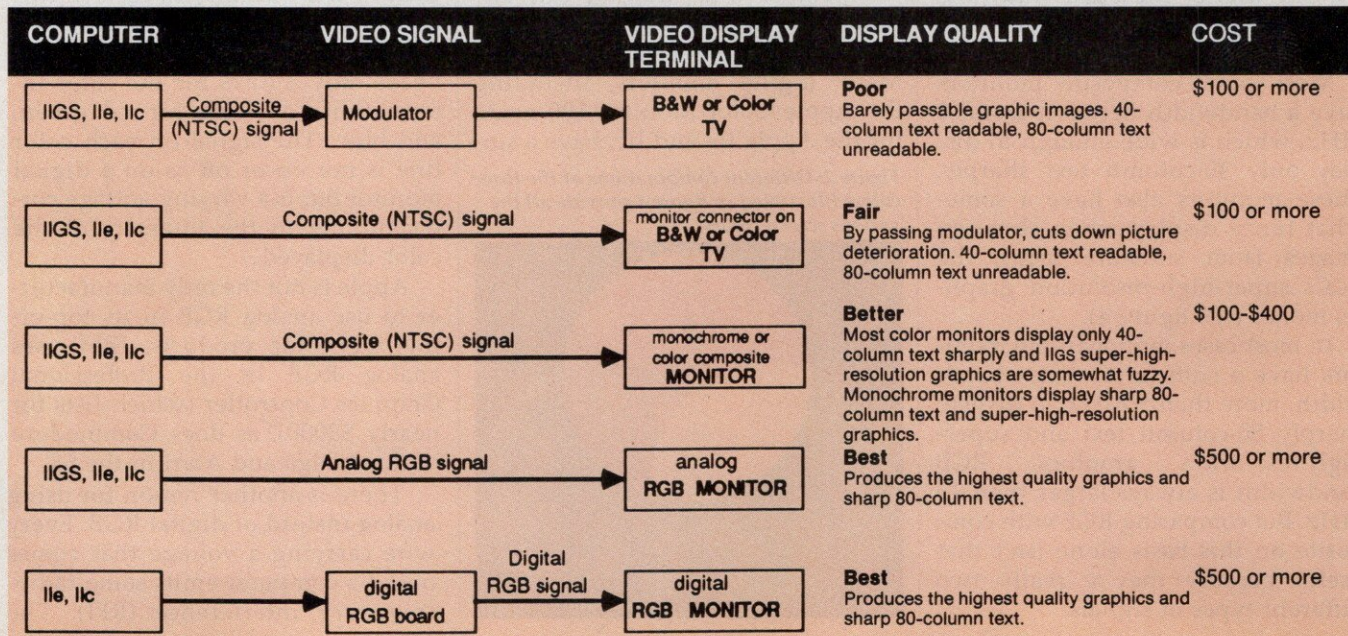 COMPUTER
VIDEO SIGNAL
VIDEO DISPLAY
TERMINAL
DISPLAY QUALITY
COST
IIGS, IIe, IIc
Composite
(NTSC) signal
Modulator
B&W or Color
TV
Poor
Barely passable graphic images. 40-
column text readable, 80-column text
unreadable.
$100 or more
IIGS, IIe, IIc
Composite (NTSC) signal
monitor connector on
B&W or Color
TV
Fair
By passing modulator, cuts down picture
deterioration. 40-column text readable,
80-column text unreadable.
$100 or more
IIGS, IIe, IIc
Composite (NTSC) signal
monochrome or
color composite
MONITOR
Better
Most color monitors display only 40-
column text sharply and IIGS super-high-
resolution graphics are somewhat fuzzy.
Monochrome monitors display sharp 80-
column text and super-high-resolution
graphics.
$100-$400
IIGS, IIe, IIc
Analog RGB signal
analog
RGB MONITOR
Best
Produces the highest quality graphics and
sharp 80-column text.
$500 or more
IIe, IIc
digital
RGB board
Digital
RGB signal
digital
RGB MONITOR
Best
Produces the highest quality graphics and
sharp 80-column text.
$500 or more